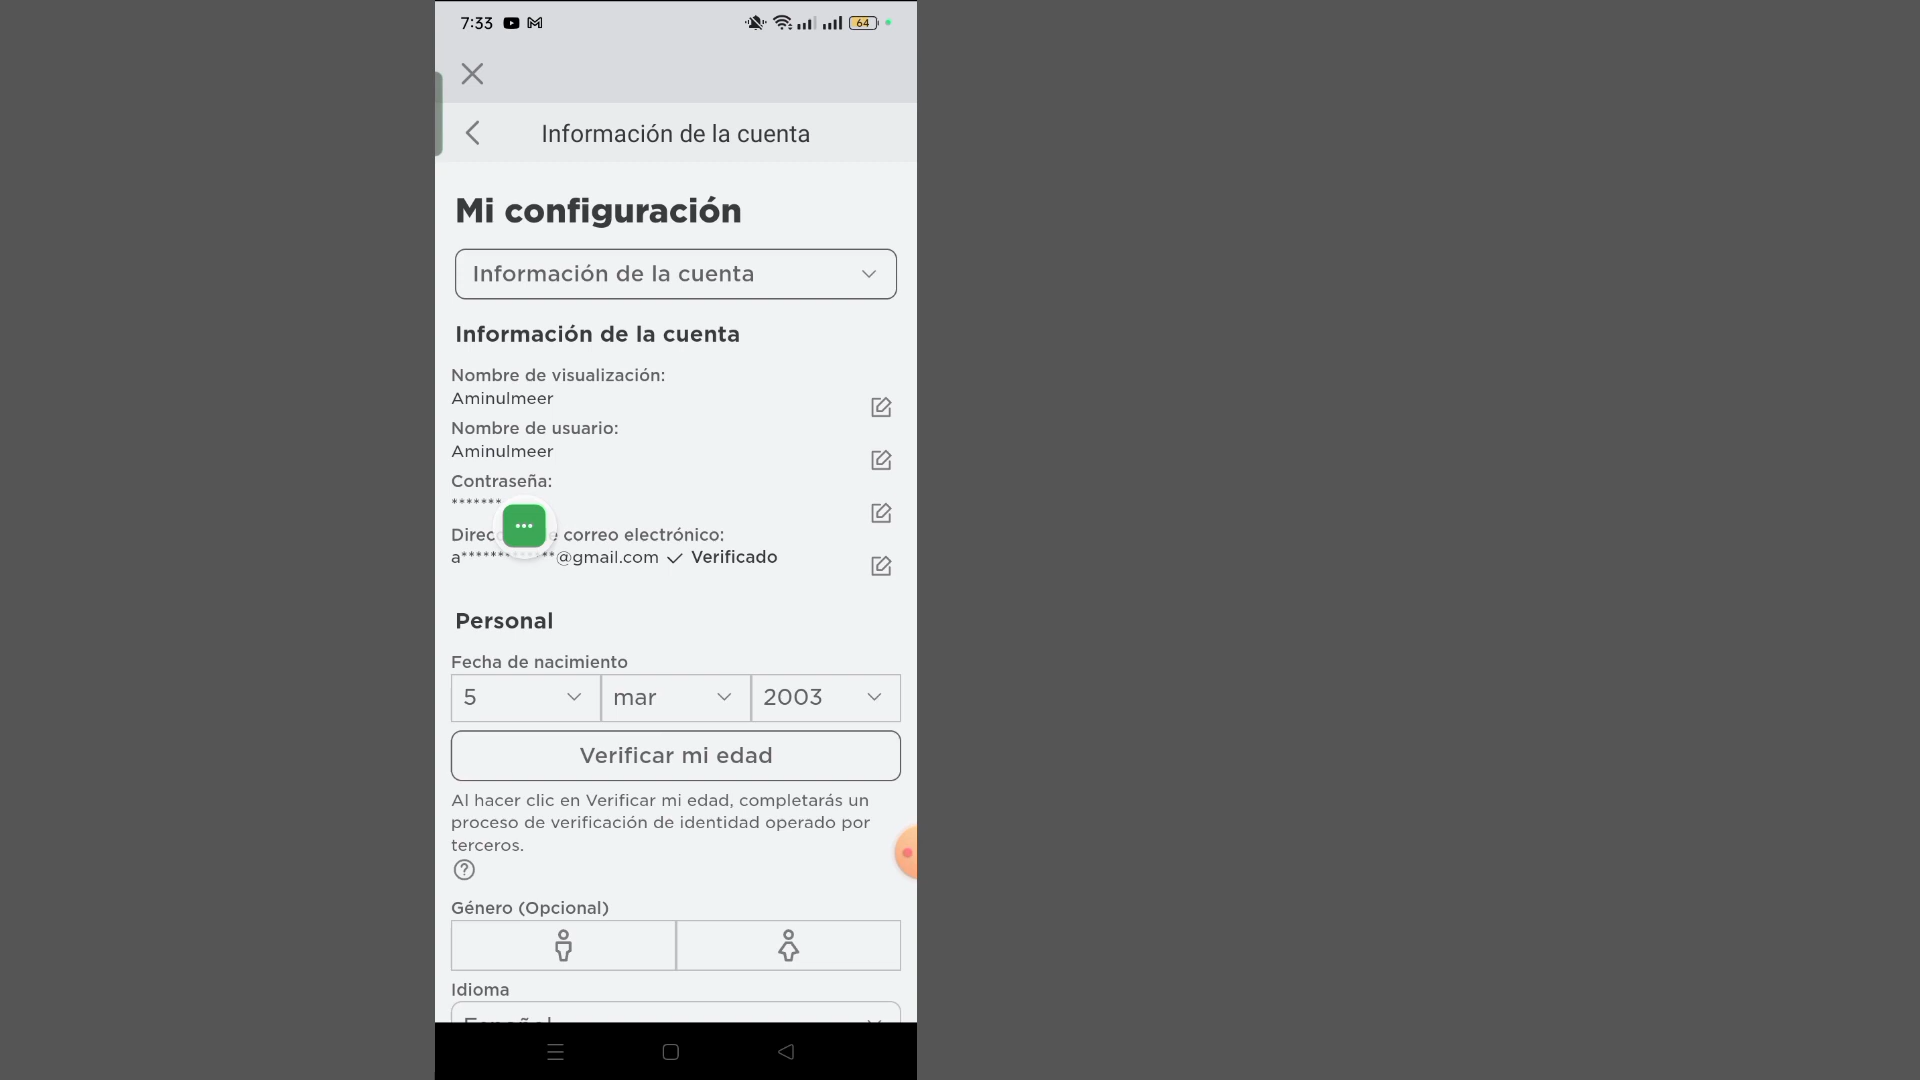 7:33
64
Información de la cuenta
Mi configuración
Información de la cuenta
Información de la cuenta
Nombre de visualización:
Aminulmeer
Nombre de usuario:
Aminulmeer
Contraseña:
*******
correo electrónico:
@gmail.com Verificado
Personal
Fecha de nacimiento
5 mar 2003
Verificar mi edad
Al hacer clic en Verificar mi edad, completarás un
proceso de verificación de identidad operado por
terceros.
Género (Opcional)
Idioma